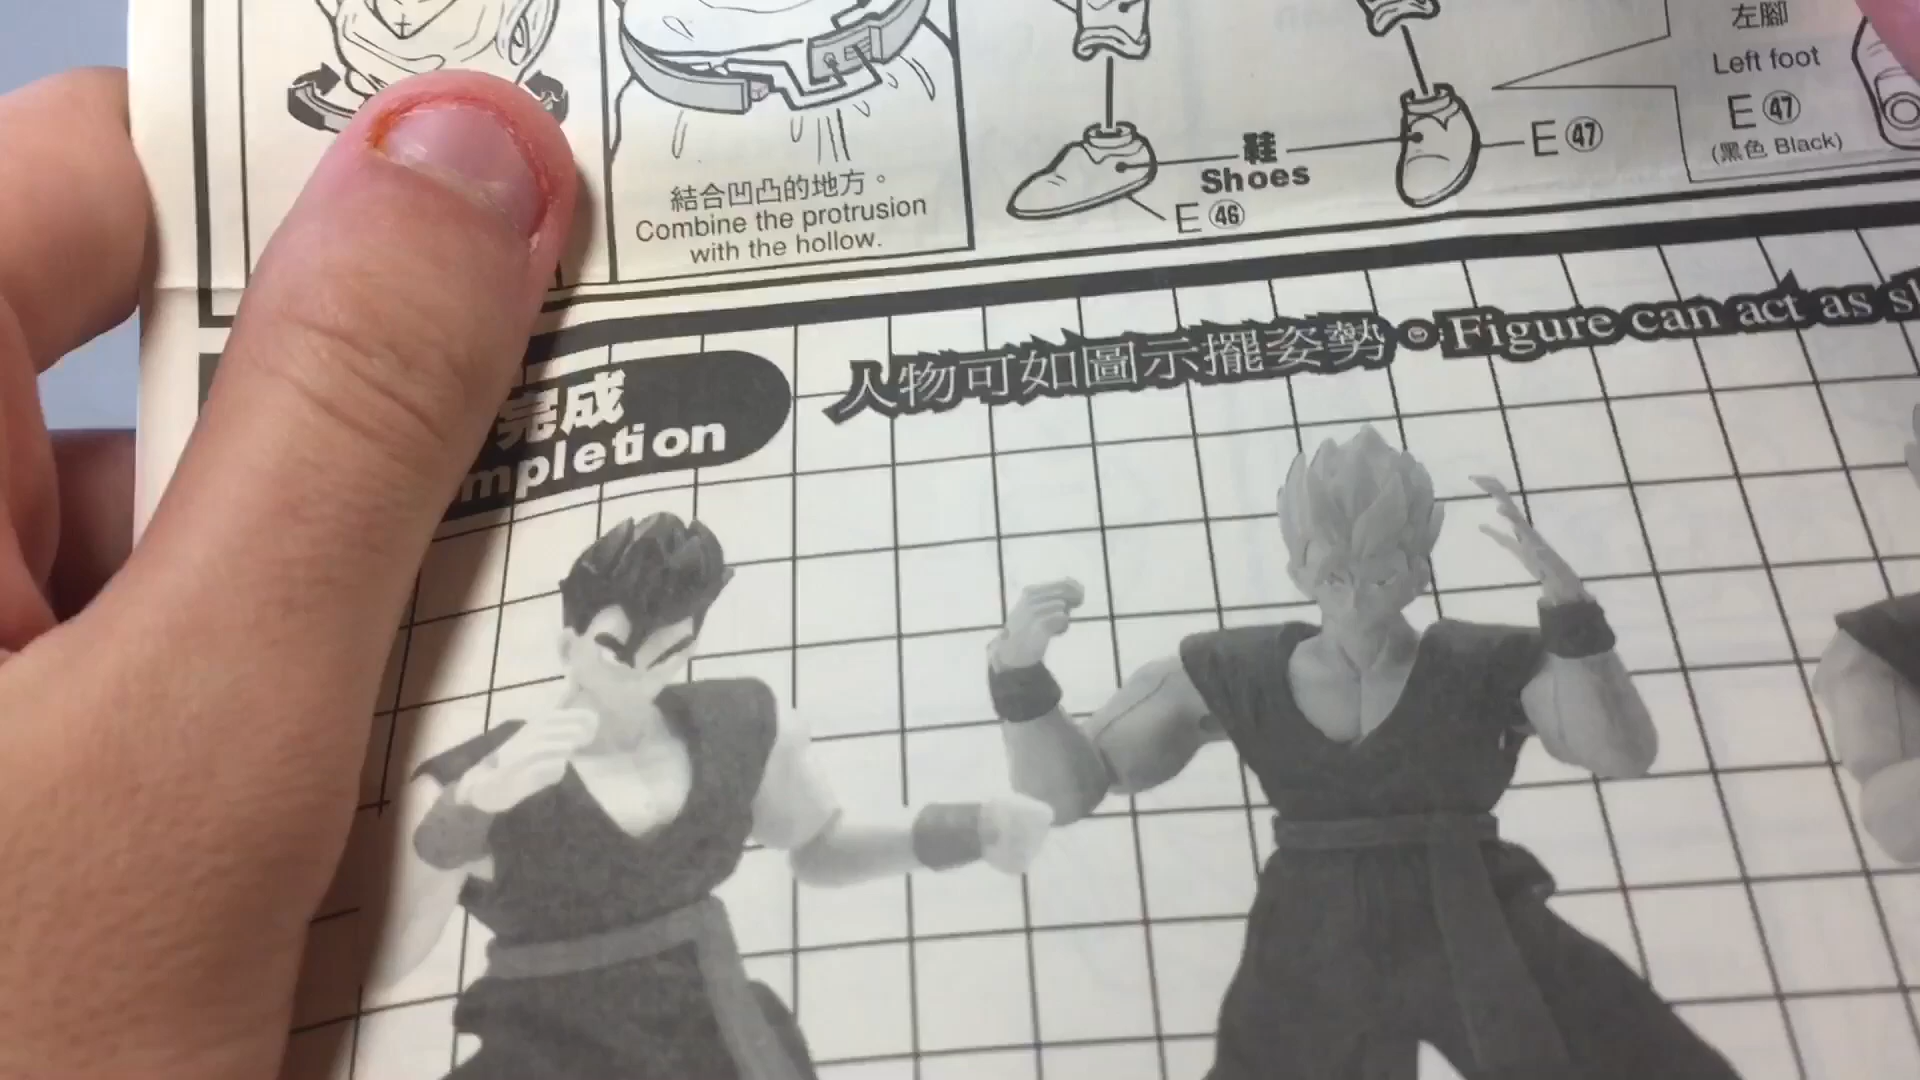 左腳
Left foot
E 47
(黑色 Black)
鞋
Shoes
E 47
E 46
結合凹凸的地方。
Combine the protrusion
with the hollow.
人物可如圖示擺姿勢。Figure can act as
完成
mpletion